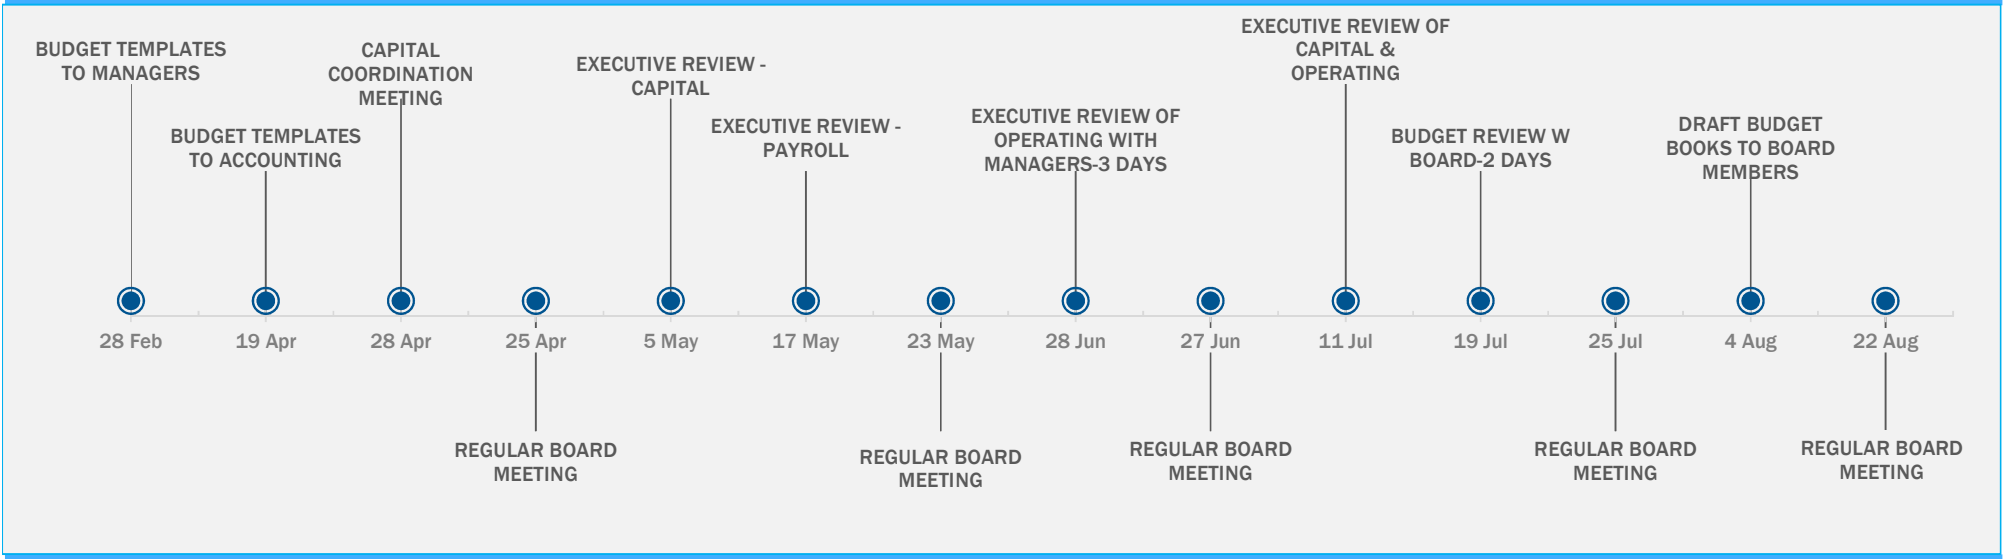 BUDGET TEMPLATES
TO MANAGERS
BUDGET TEMPLATES
TO ACCOUNTING
CAPITAL
COORDINATION
MEETING
EXECUTIVE REVIEW -
CAPITAL
EXECUTIVE REVIEW -
PAYROLL
EXECUTIVE REVIEW OF
OPERATING WITH
MANAGERS-3 DAYS
EXECUTIVE REVIEW OF
CAPITAL &
OPERATING
BUDGET REVIEW W
BOARD-2 DAYS
DRAFT BUDGET
BOOKS TO BOARD
MEMBERS
28 Feb
19 Apr
28 Apr
25 Apr
5 May
17 May
23 May
28 Jun
27 Jun
11 Jul
19 Jul
25 Jul
4 Aug
22 Aug
REGULAR BOARD
MEETING
REGULAR BOARD
MEETING
REGULAR BOARD
MEETING
REGULAR BOARD
MEETING
REGULAR BOARD
MEETING